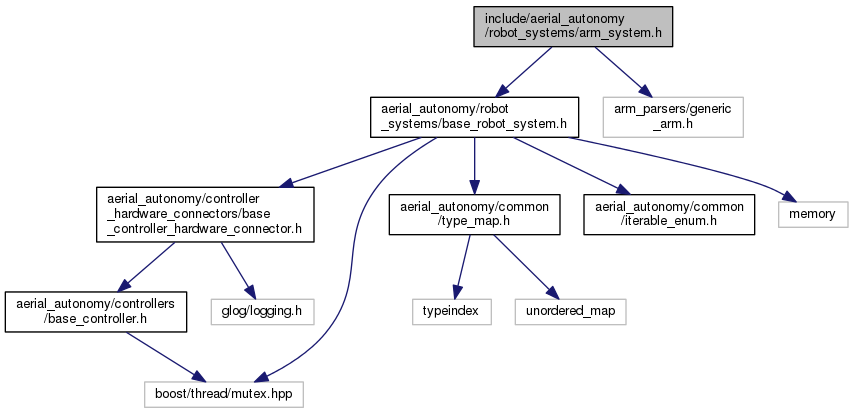 include/aerial_autonomy
/robot_systems/arm_system.h
aerial_autonomy/robot
_systems/base_robot_system.h
arm_parsers/generic
_arm.h
aerial_autonomy/controller
_hardware_connectors/base
_controller_hardware_connector.h
aerial_autonomy/common
/type_map.h
aerial_autonomy/common
/iterable_enum.h
memory
aerial_autonomy/controllers
/base_controller.h
glog/logging.h
typeindex
unordered_map
boost/thread/mutex.hpp